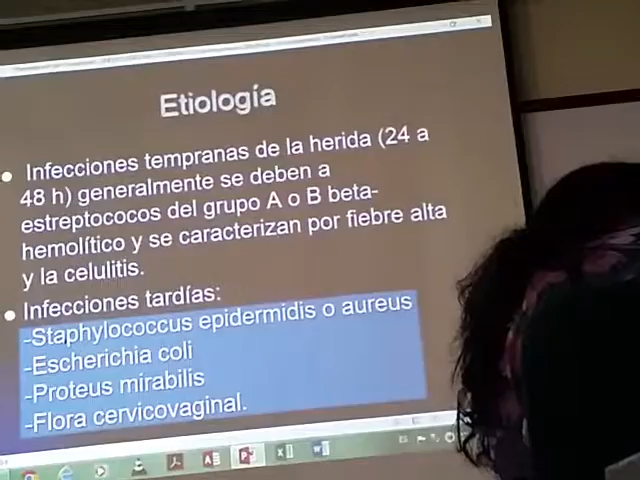 Etiología
• Infecciones tempranas de la herida (24 a
48 h) generalmente se deben a
estreptococos del grupo A o B beta-
hemolítico y se caracterizan por fiebre alta
y la celulitis.
• Infecciones tardías:
-Staphylococcus epidermidis o aureus
-Escherichia coli
-Proteus mirabilis
-Flora cervicovaginal.